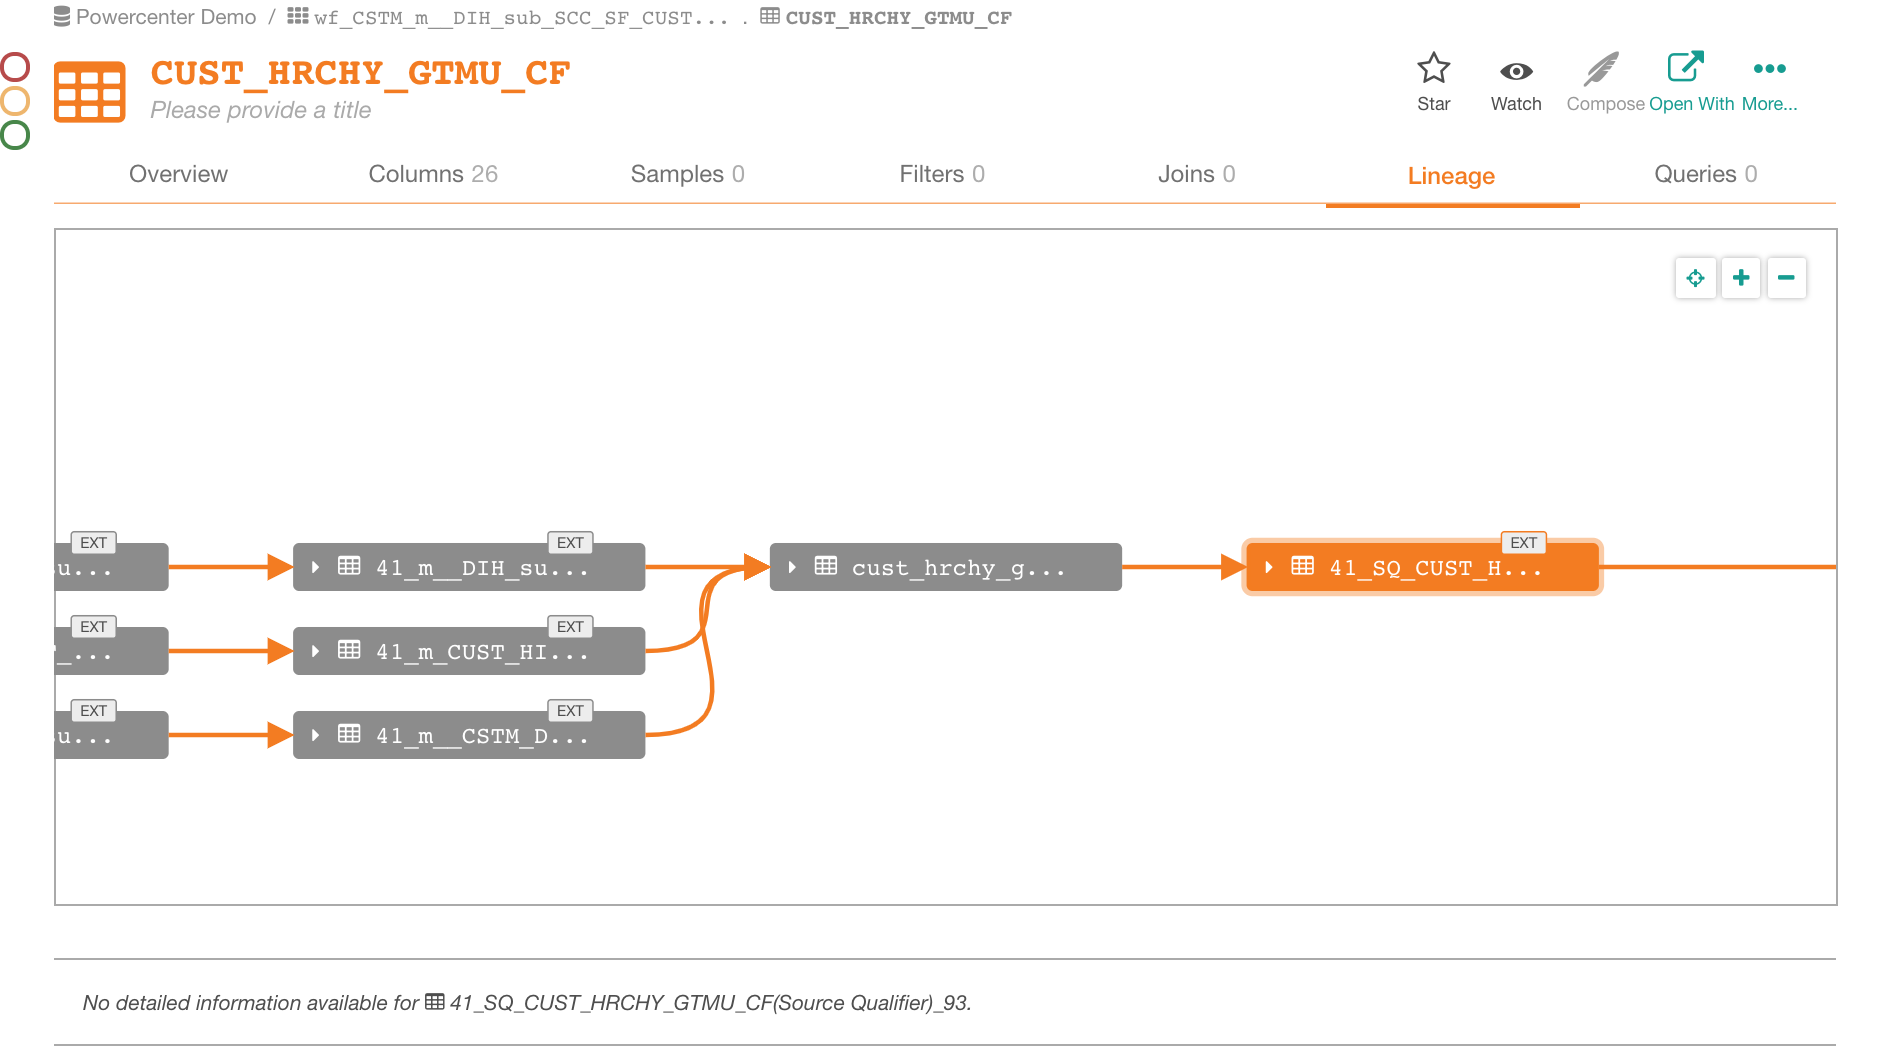 Powercenter Demo / wf_CSTM_m__DIH_sub_SCC_SF_CUST... . CUST_HRCHY_GTMU_CF
CUST_HRCHY_GTMU_CF
Please provide a title
Star Watch Compose Open With More...
Overview Columns 26 Samples 0 Filters 0 Joins 0 Lineage Queries 0
EXT EXT EXT
u... 41_m__DIH_su... cust_hrchy_g... 41_SQ_CUST_H...
EXT EXT
_... 41_m_CUST_HI...
EXT EXT
u... 41_m__CSTM_D...
No detailed information available for 41_SQ_CUST_HRCHY_GTMU_CF(Source Qualifier)_93.